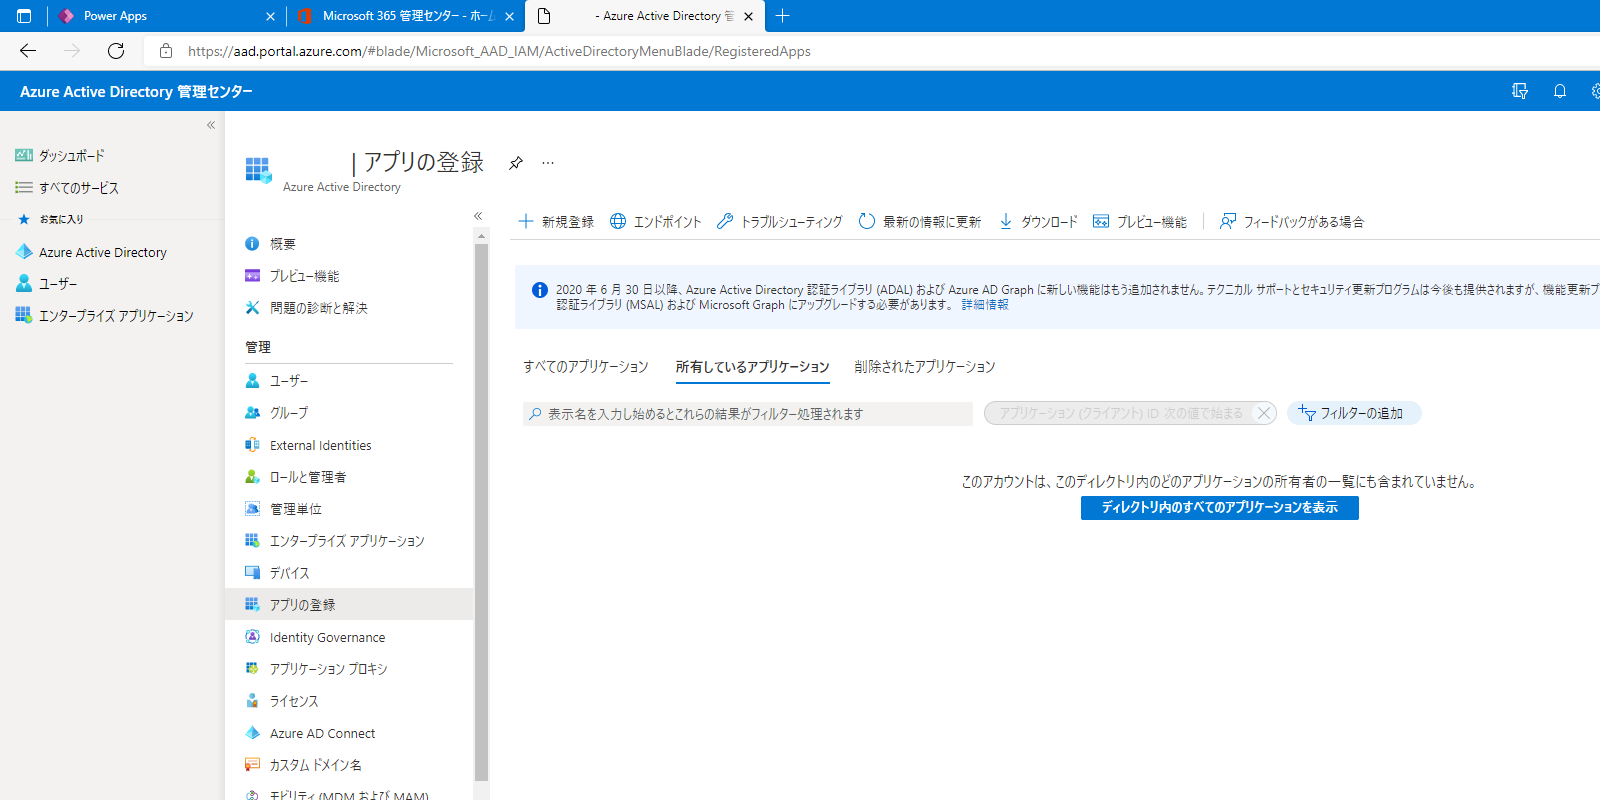 Power Apps
Microsoft 365 管理センター - ホーム
- Azure Active Directory 管
https://aad.portal.azure.com/#blade/Microsoft_AAD_IAM/ActiveDirectoryMenuBlade/RegisteredApps
Azure Active Directory 管理センター
ダッシュボード
すべてのサービス
お気に入り
Azure Active Directory
ユーザー
エンタープライズ アプリケーション
| アプリの登録
Azure Active Directory
概要
プレビュー機能
問題の診断と解決
管理
ユーザー
グループ
External Identities
ロールと管理者
管理単位
エンタープライズ アプリケーション
デバイス
アプリの登録
Identity Governance
アプリケーション プロキシ
ライセンス
Azure AD Connect
カスタム ドメイン名
モビリティ (MDM および MAM)
新規登録 エンドポイント トラブルシューティング 最新の情報に更新 ダウンロード プレビュー機能 フィードバックがある場合
2020 年 6 月 30 日以降、Azure Active Directory 認証ライブラリ (ADAL) および Azure AD Graph に新しい機能はもう追加されません。テクニカル サポートとセキュリティ更新プログラムは今後も提供されますが、機能更新プ
認証ライブラリ (MSAL) および Microsoft Graph にアップグレードする必要があります。 詳細情報
すべてのアプリケーション 所有しているアプリケーション 削除されたアプリケーション
表示名を入力し始めるとこれらの結果がフィルター処理されます アプリケーション (クライアント) ID 次の値で始まる フィルターの追加
このアカウントは、このディレクトリ内のどのアプリケーションの所有者の一覧にも含まれていません。
ディレクトリ内のすべてのアプリケーションを表示